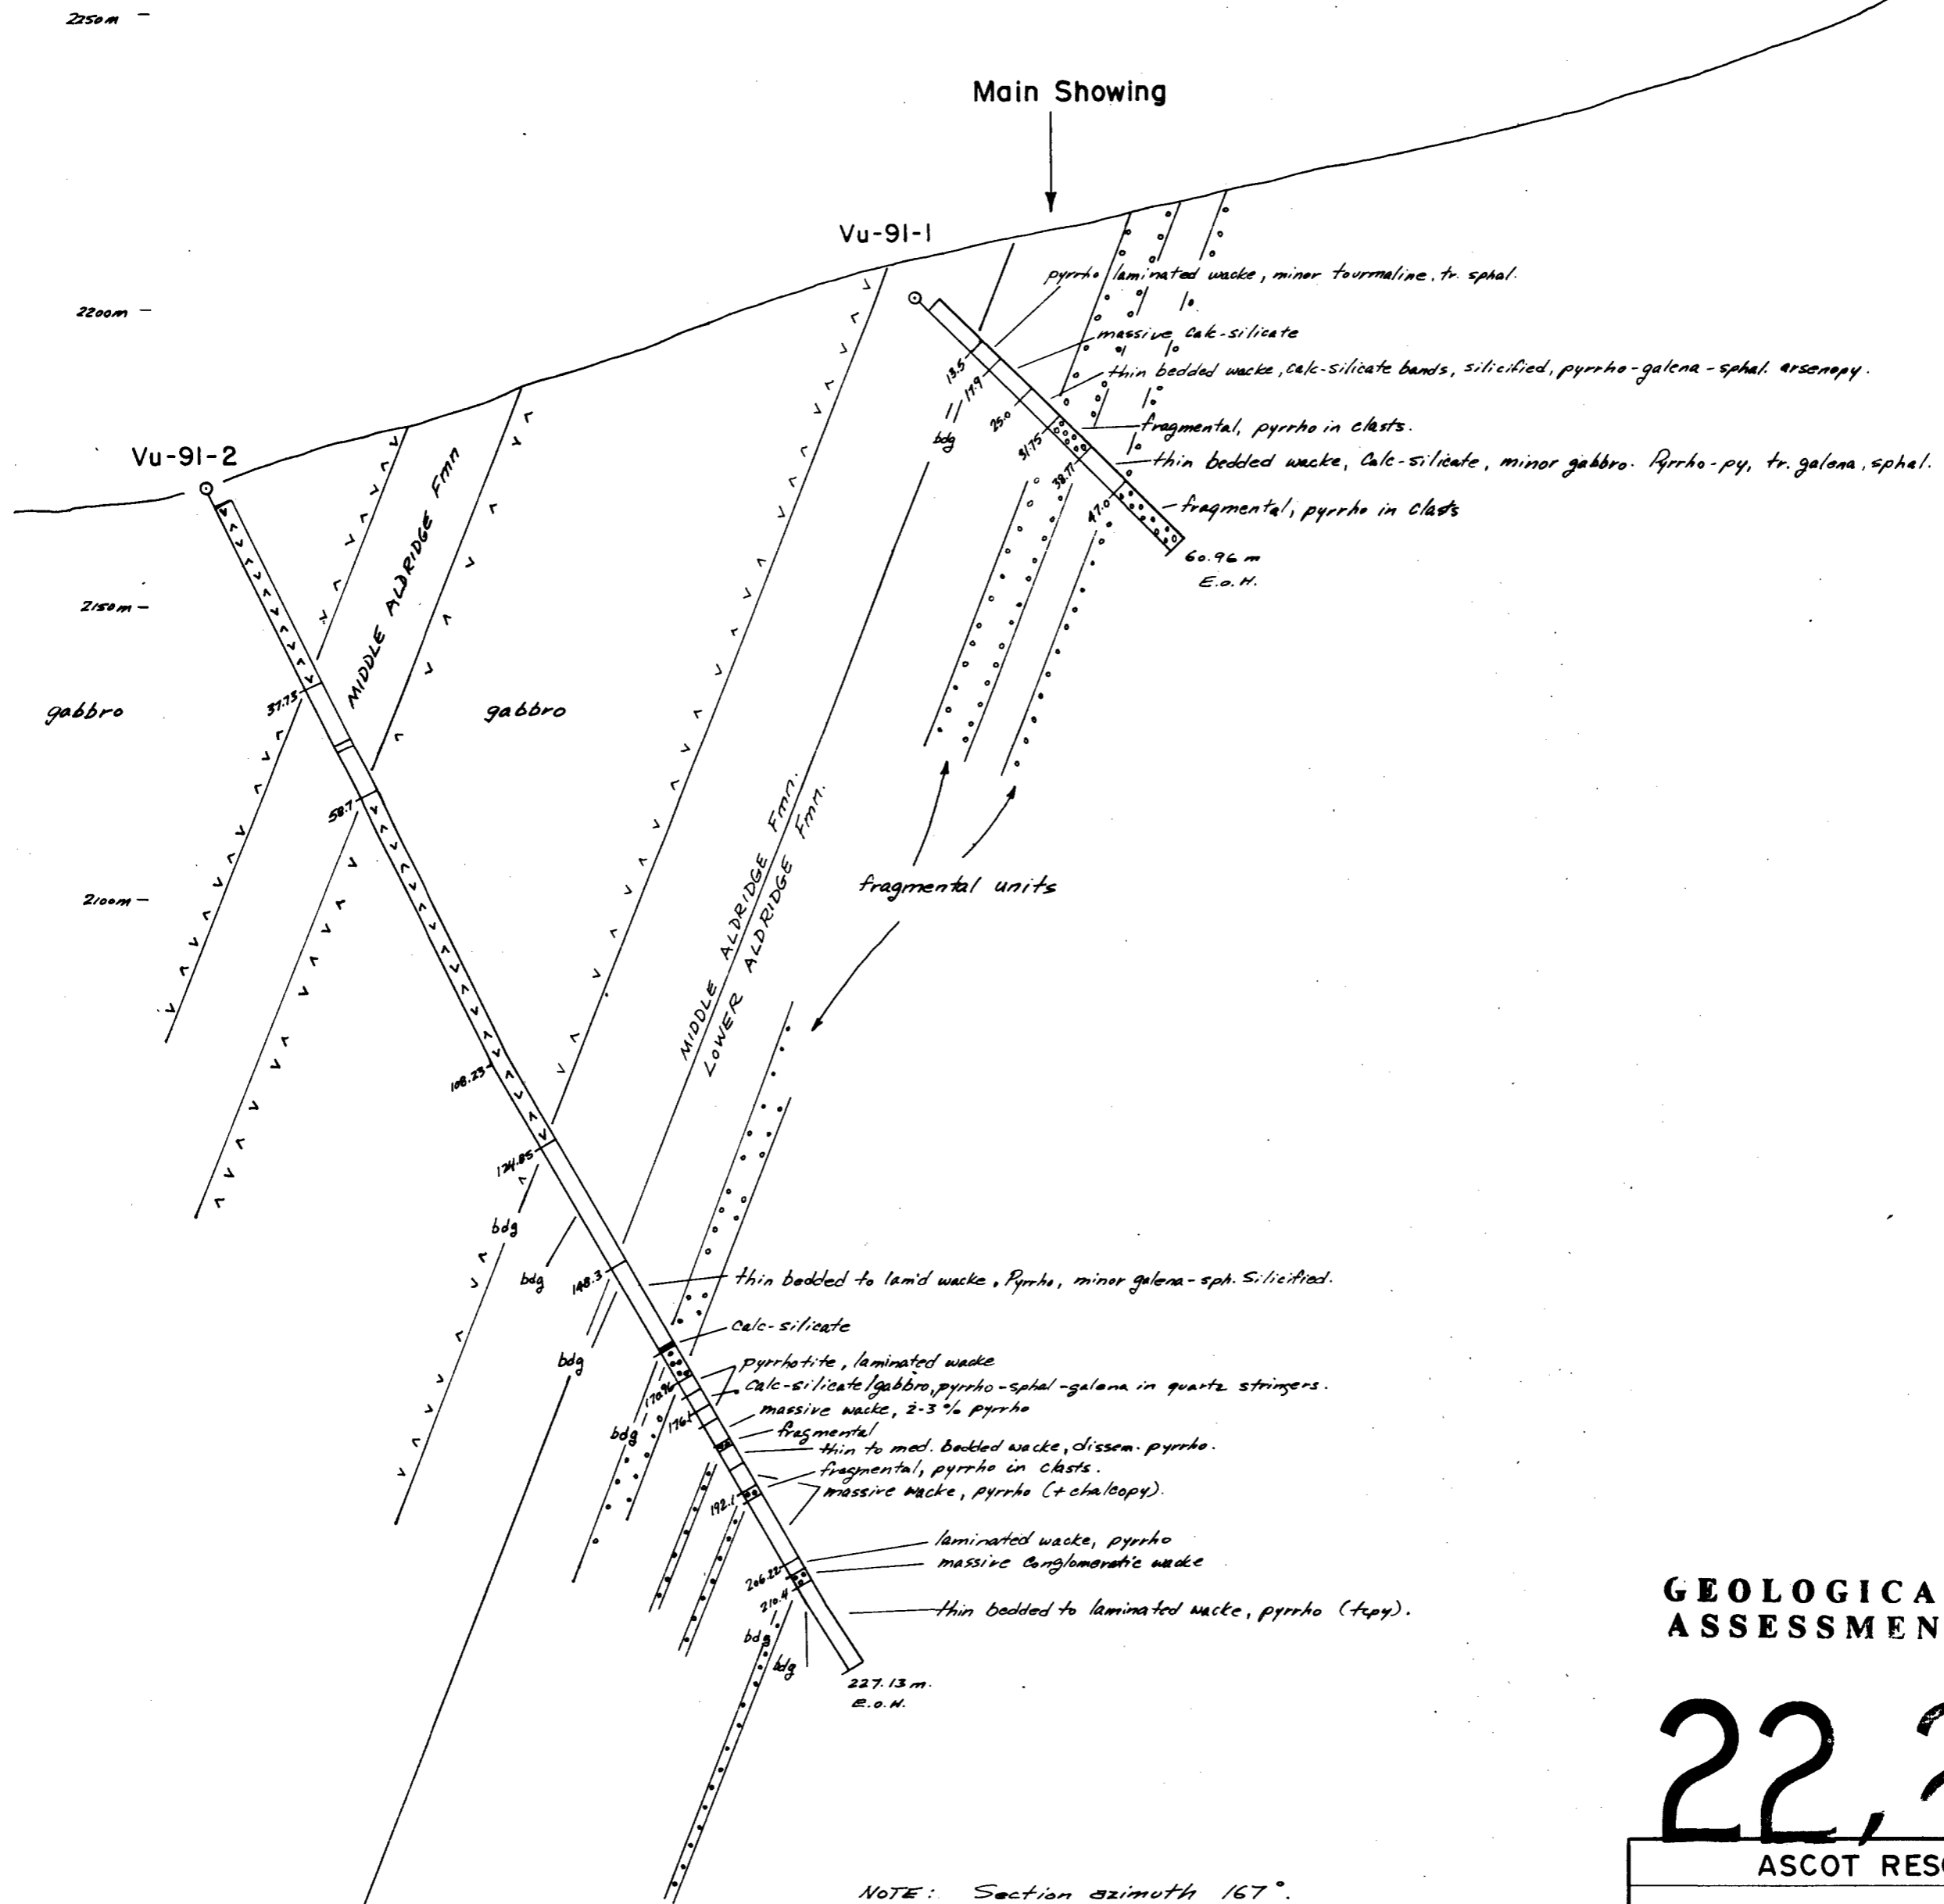 2250m
Main Showing
Vu-91-1
pyrrho laminated wacke, minor tourmaline, tr. sphal.
2200m
massive calc-silicate
13.5
thin bedded wacke, calc-silicate bands, silicified, pyrrho-galena-sphal. arsenopy.
17.9
25.0
fragmental, pyrrho in clasts.
bdg
31.75
Vu-91-2
thin bedded wacke, Calc-silicate, minor gabbro. Pyrrho-py, tr. galena, sphal.
38.77
MIDDLE ALDRIDGE FMN
47.0
fragmental, pyrrho in clasts
60.96 m
E.O.H.
2150m
37.75
gabbro
gabbro
58.7
MIDDLE ALDRIDGE FMN.
LOWER ALDRIDGE FMN.
fragmental units
2100m
108.23
124.85
bdg
bdg
148.3
thin bedded to lam'd wacke, Pyrrho, minor galena-sph. Silicified.
Calc-silicate
bdg
pyrrhotite, laminated wacke
Calc-silicate/gabbro, pyrrho-sphal-galena in quartz stringers.
massive wacke, 2-3% pyrrho
bdg
fragmental
thin to med. bedded wacke, dissem. pyrrho.
fragmental, pyrrho in clasts.
massive wacke, pyrrho (+chalcopy).
192.1
laminated wacke, pyrrho
massive Conglomeratic wacke
206.22
210.4
thin bedded to laminated wacke, pyrrho (+cpy).
bdg
bdg
227.13 m.
E.O.H.
GEOLOGICA
ASSESSMEN
22,2
ASCOT RESO
NOTE: Section azimuth 167°.